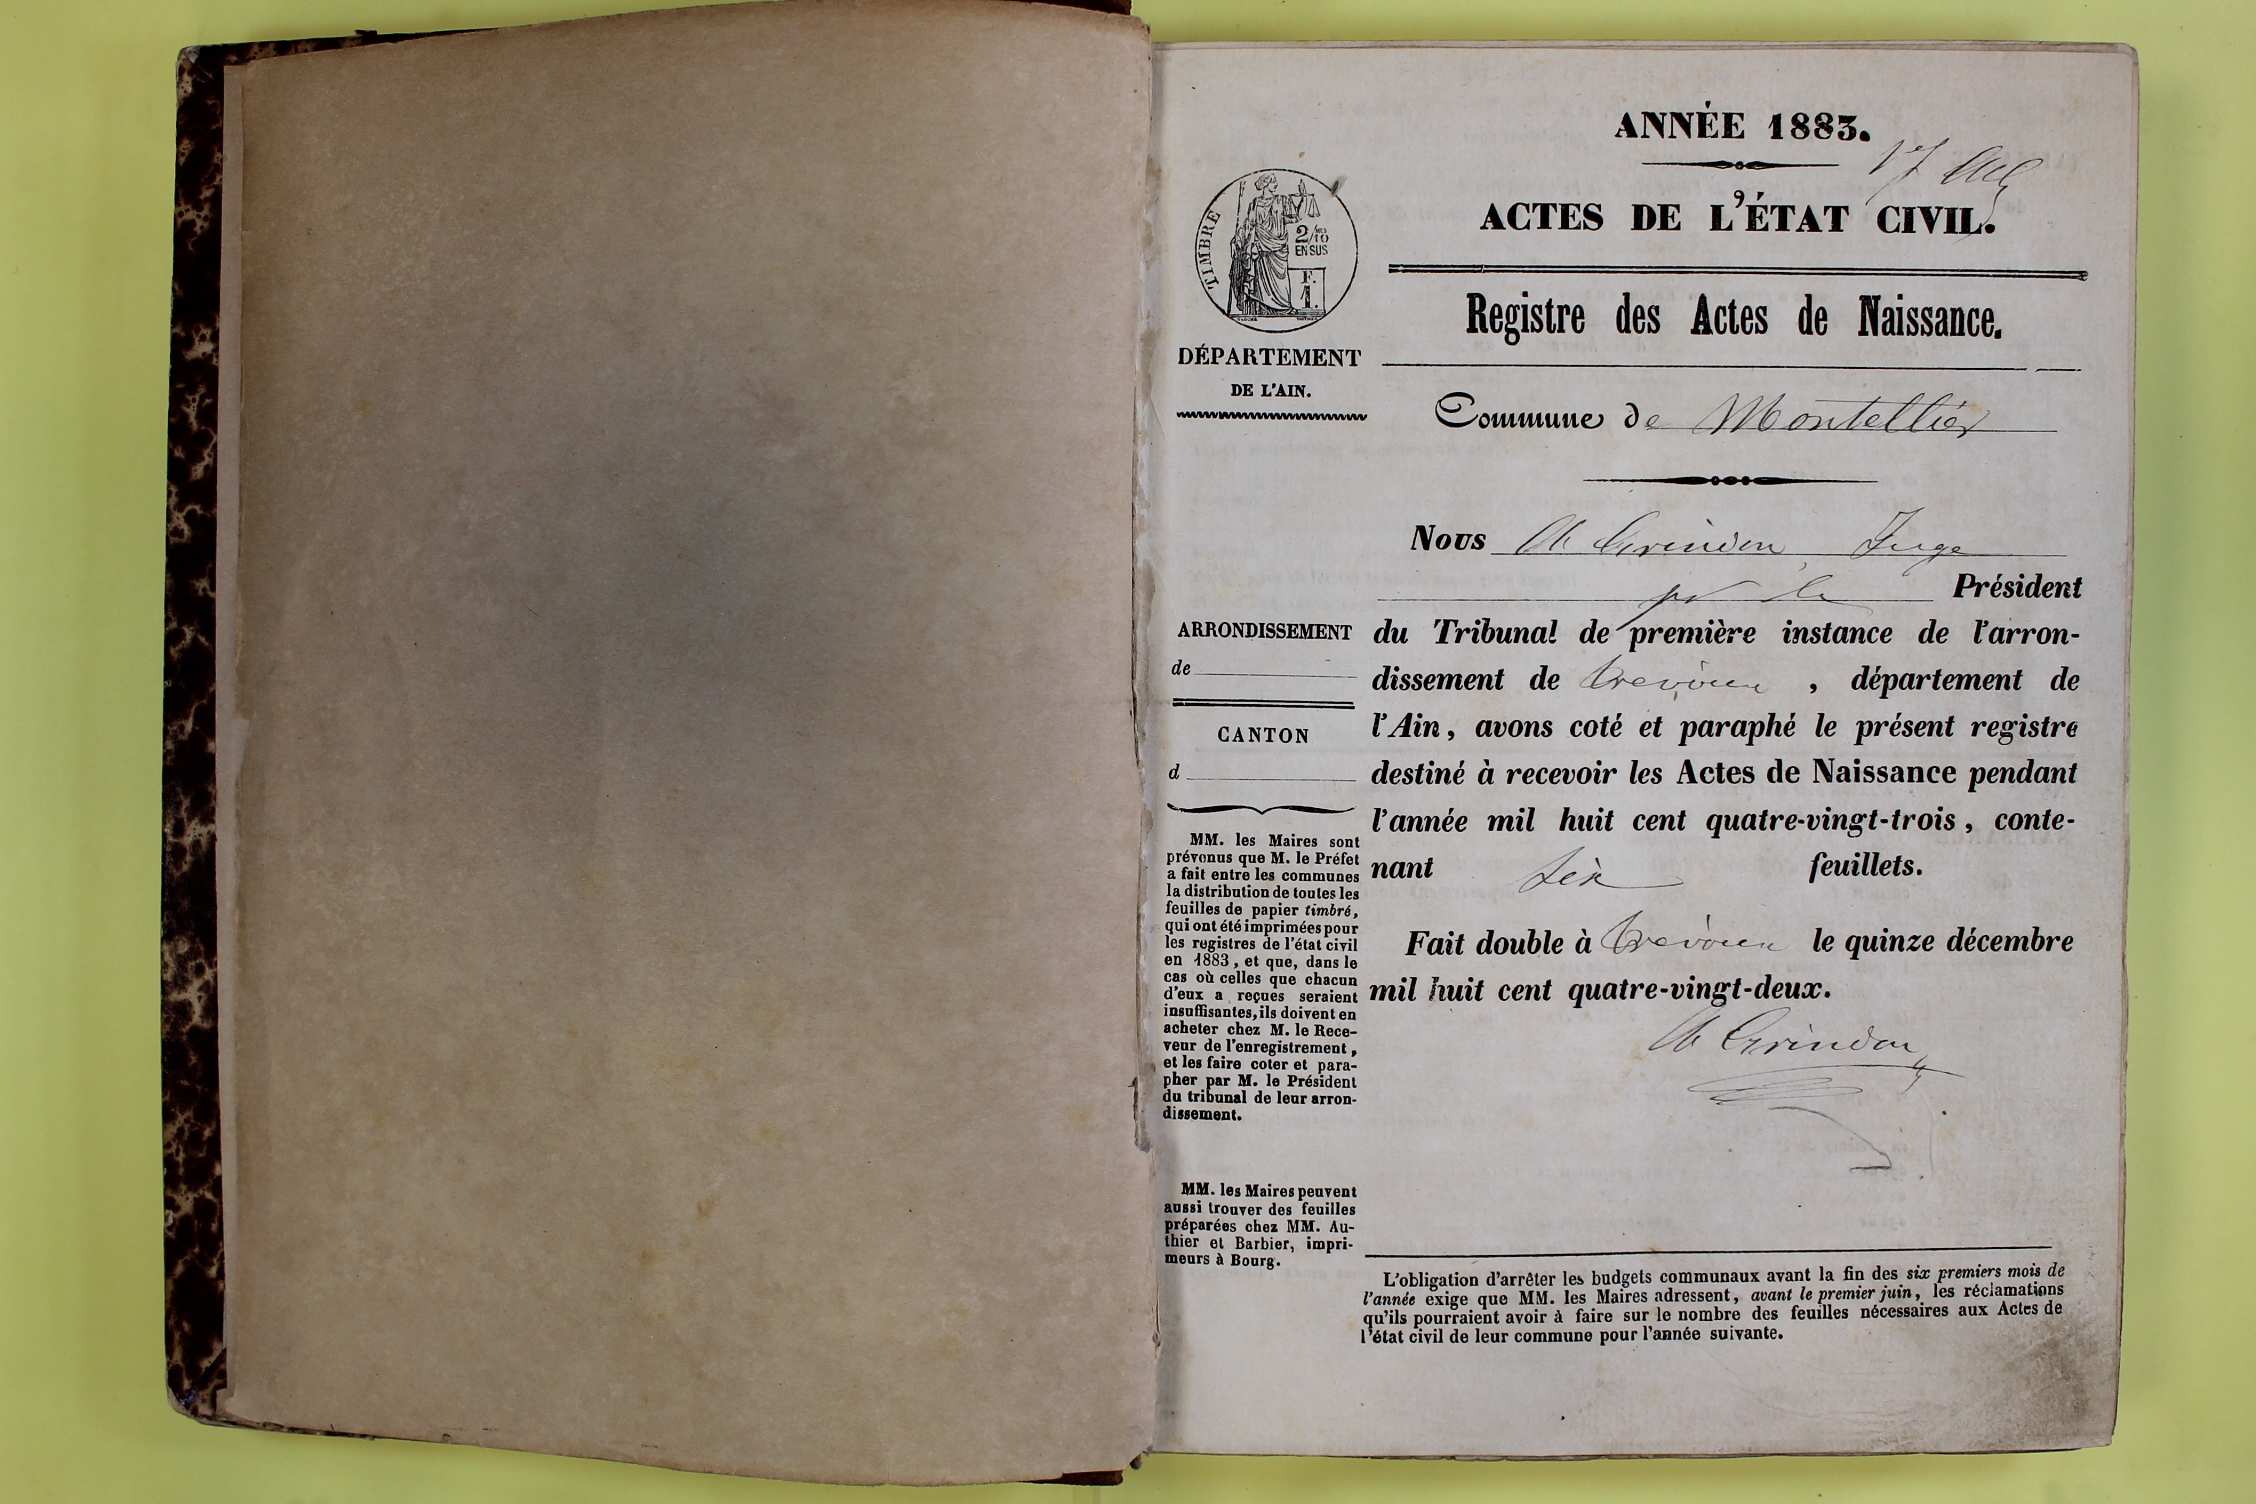 ANNÉE 1883.
ACTES DE L'ÉTAT CIVIL.
TIMBRE
2/10
EN SUS
F.
1.
Registre des Actes de Naissance.
DÉPARTEMENT
DE L'AIN.
Commune de Montellier
Nous Ch Grindon Juge
pr le Président
ARRONDISSEMENT
de
CANTON
d
du Tribunal de première instance de l'arron-
dissement de Trevoux, département de
l'Ain, avons coté et paraphé le présent registre
destiné à recevoir les Actes de Naissance pendant
l'année mil huit cent quatre-vingt-trois, conte-
nant six feuillets.
Fait double à Trevoux le quinze décembre
mil huit cent quatre-vingt-deux.
Ch Grindon
MM. les Maires sont
prévenus que M. le Préfet
a fait entre les communes
la distribution de toutes les
feuilles de papier timbré,
qui ont été imprimées pour
les registres de l'état civil
en 1883, et que, dans le
cas où celles que chacun
d'eux a reçues seraient
insuffisantes, ils doivent en
acheter chez M. le Rece-
veur de l'enregistrement,
et les faire coter et para-
pher par M. le Président
du tribunal de leur arron-
dissement.
MM. les Maires peuvent
aussi trouver des feuilles
préparées chez MM. Au-
thier et Barbier, impri-
meurs à Bourg.
L'obligation d'arrêter les budgets communaux avant la fin des six premiers mois de
l'année exige que MM. les Maires adressent, avant le premier juin, les réclamations
qu'ils pourraient avoir à faire sur le nombre des feuilles nécessaires aux Actes de
l'état civil de leur commune pour l'année suivante.